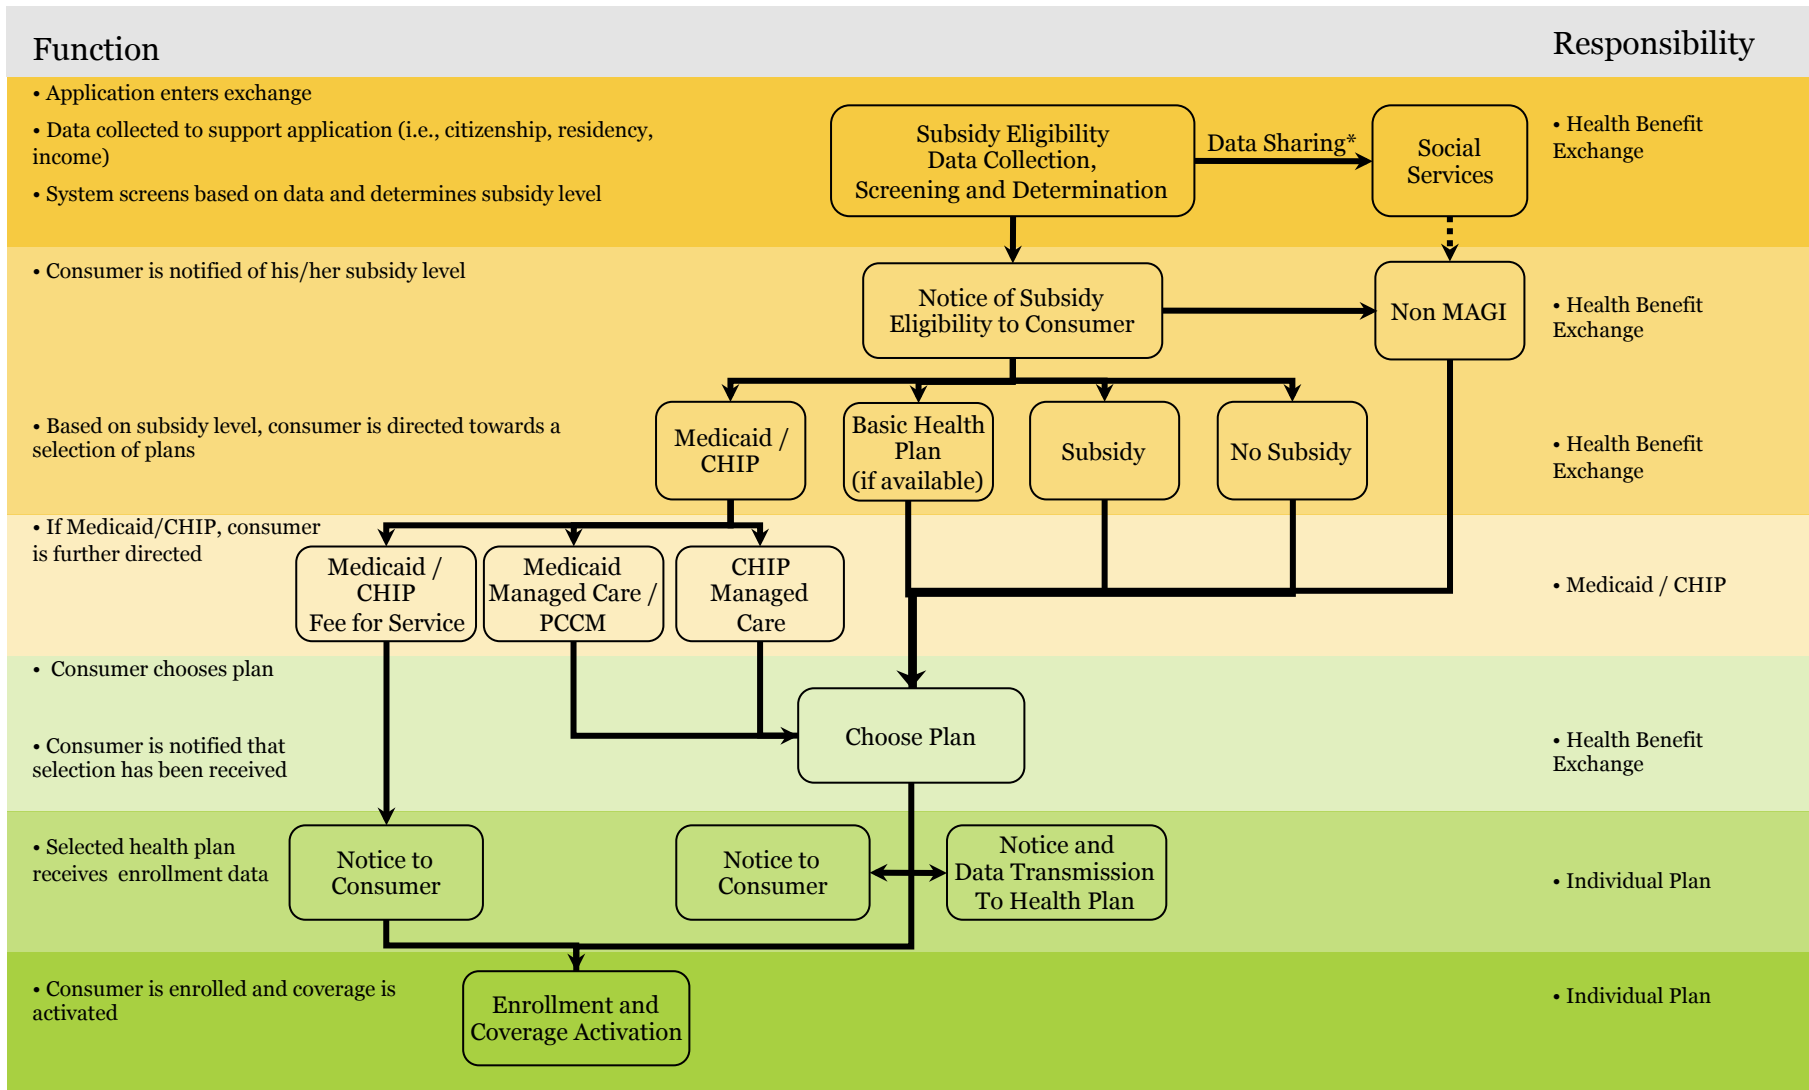 Function
Responsibility
• Application enters exchange
• Data collected to support application (i.e., citizenship, residency,
income)
• System screens based on data and determines subsidy level
Subsidy Eligibility
Data Collection,
Screening and Determination
Data Sharing*
Social
Services
• Health Benefit
Exchange
• Consumer is notified of his/her subsidy level
Notice of Subsidy
Eligibility to Consumer
Non MAGI
• Health Benefit
Exchange
• Based on subsidy level, consumer is directed towards a
selection of plans
Medicaid /
CHIP
Basic Health
Plan
(if available)
Subsidy
No Subsidy
• Health Benefit
Exchange
• If Medicaid/CHIP, consumer
is further directed
Medicaid /
CHIP
Fee for Service
Medicaid
Managed Care /
PCCM
CHIP
Managed
Care
• Medicaid / CHIP
• Consumer chooses plan
• Consumer is notified that
selection has been received
Choose Plan
• Health Benefit
Exchange
• Selected health plan
receives enrollment data
Notice to
Consumer
Notice to
Consumer
Notice and
Data Transmission
To Health Plan
• Individual Plan
• Consumer is enrolled and coverage is
activated
Enrollment and
Coverage Activation
• Individual Plan